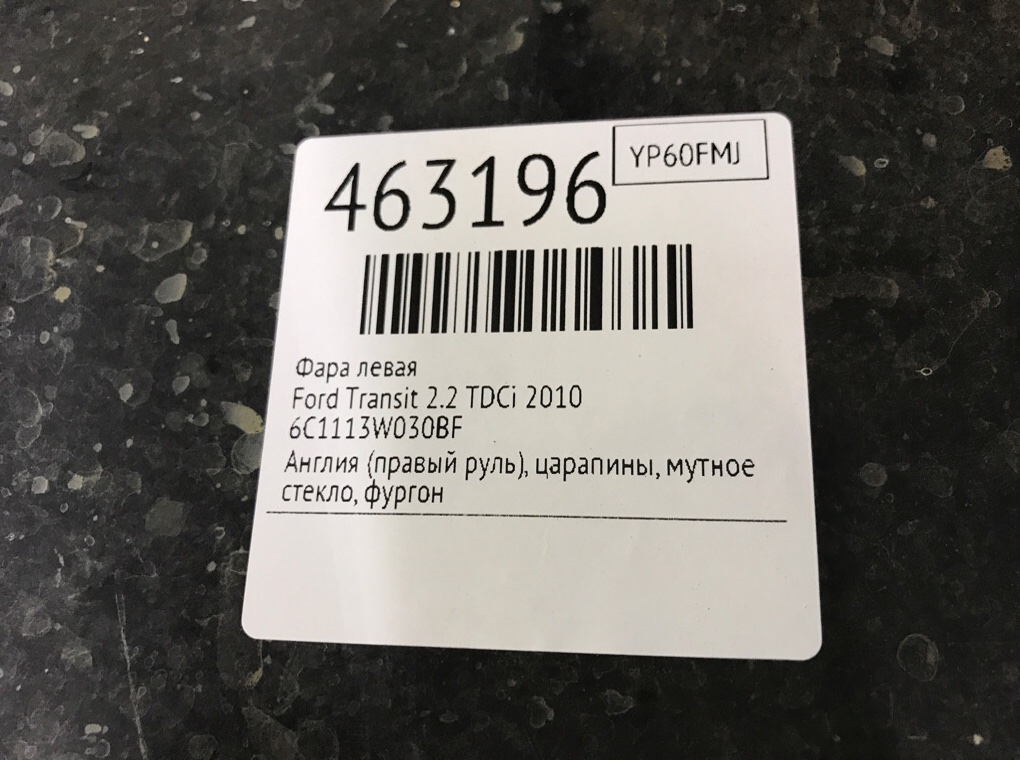 463196
YP60FMJ
Фара левая
Ford Transit 2.2 TDCi 2010
6C1113W030BF
Англия (правый руль), царапины, мутное
стекло, фургон